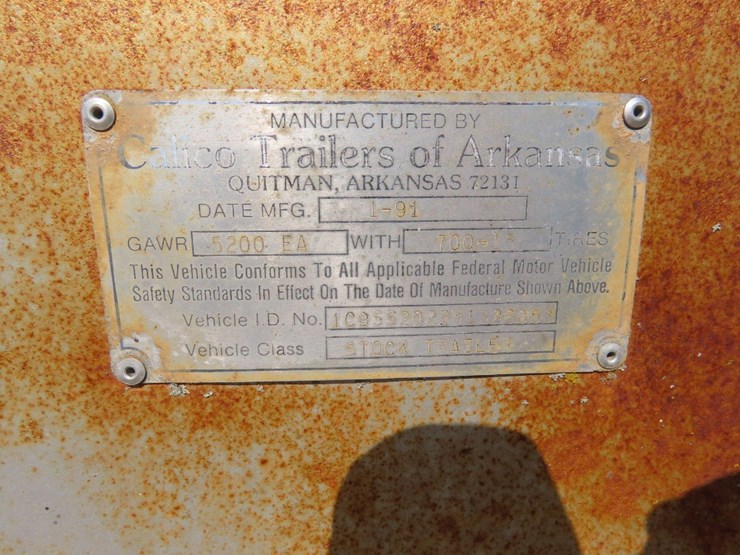 MANUFACTURED BY
Calico Trailers of Arkansas
QUITMAN, ARKANSAS 72131
DATE MFG. 1-91
GAWR 5200 EA WITH TIRES
This Vehicle Conforms To All Applicable Federal Motor Vehicle
Safety Standards In Effect On The Date Of Manufacture Shown Above.
Vehicle I.D. No.
Vehicle Class STOCK TRAILER